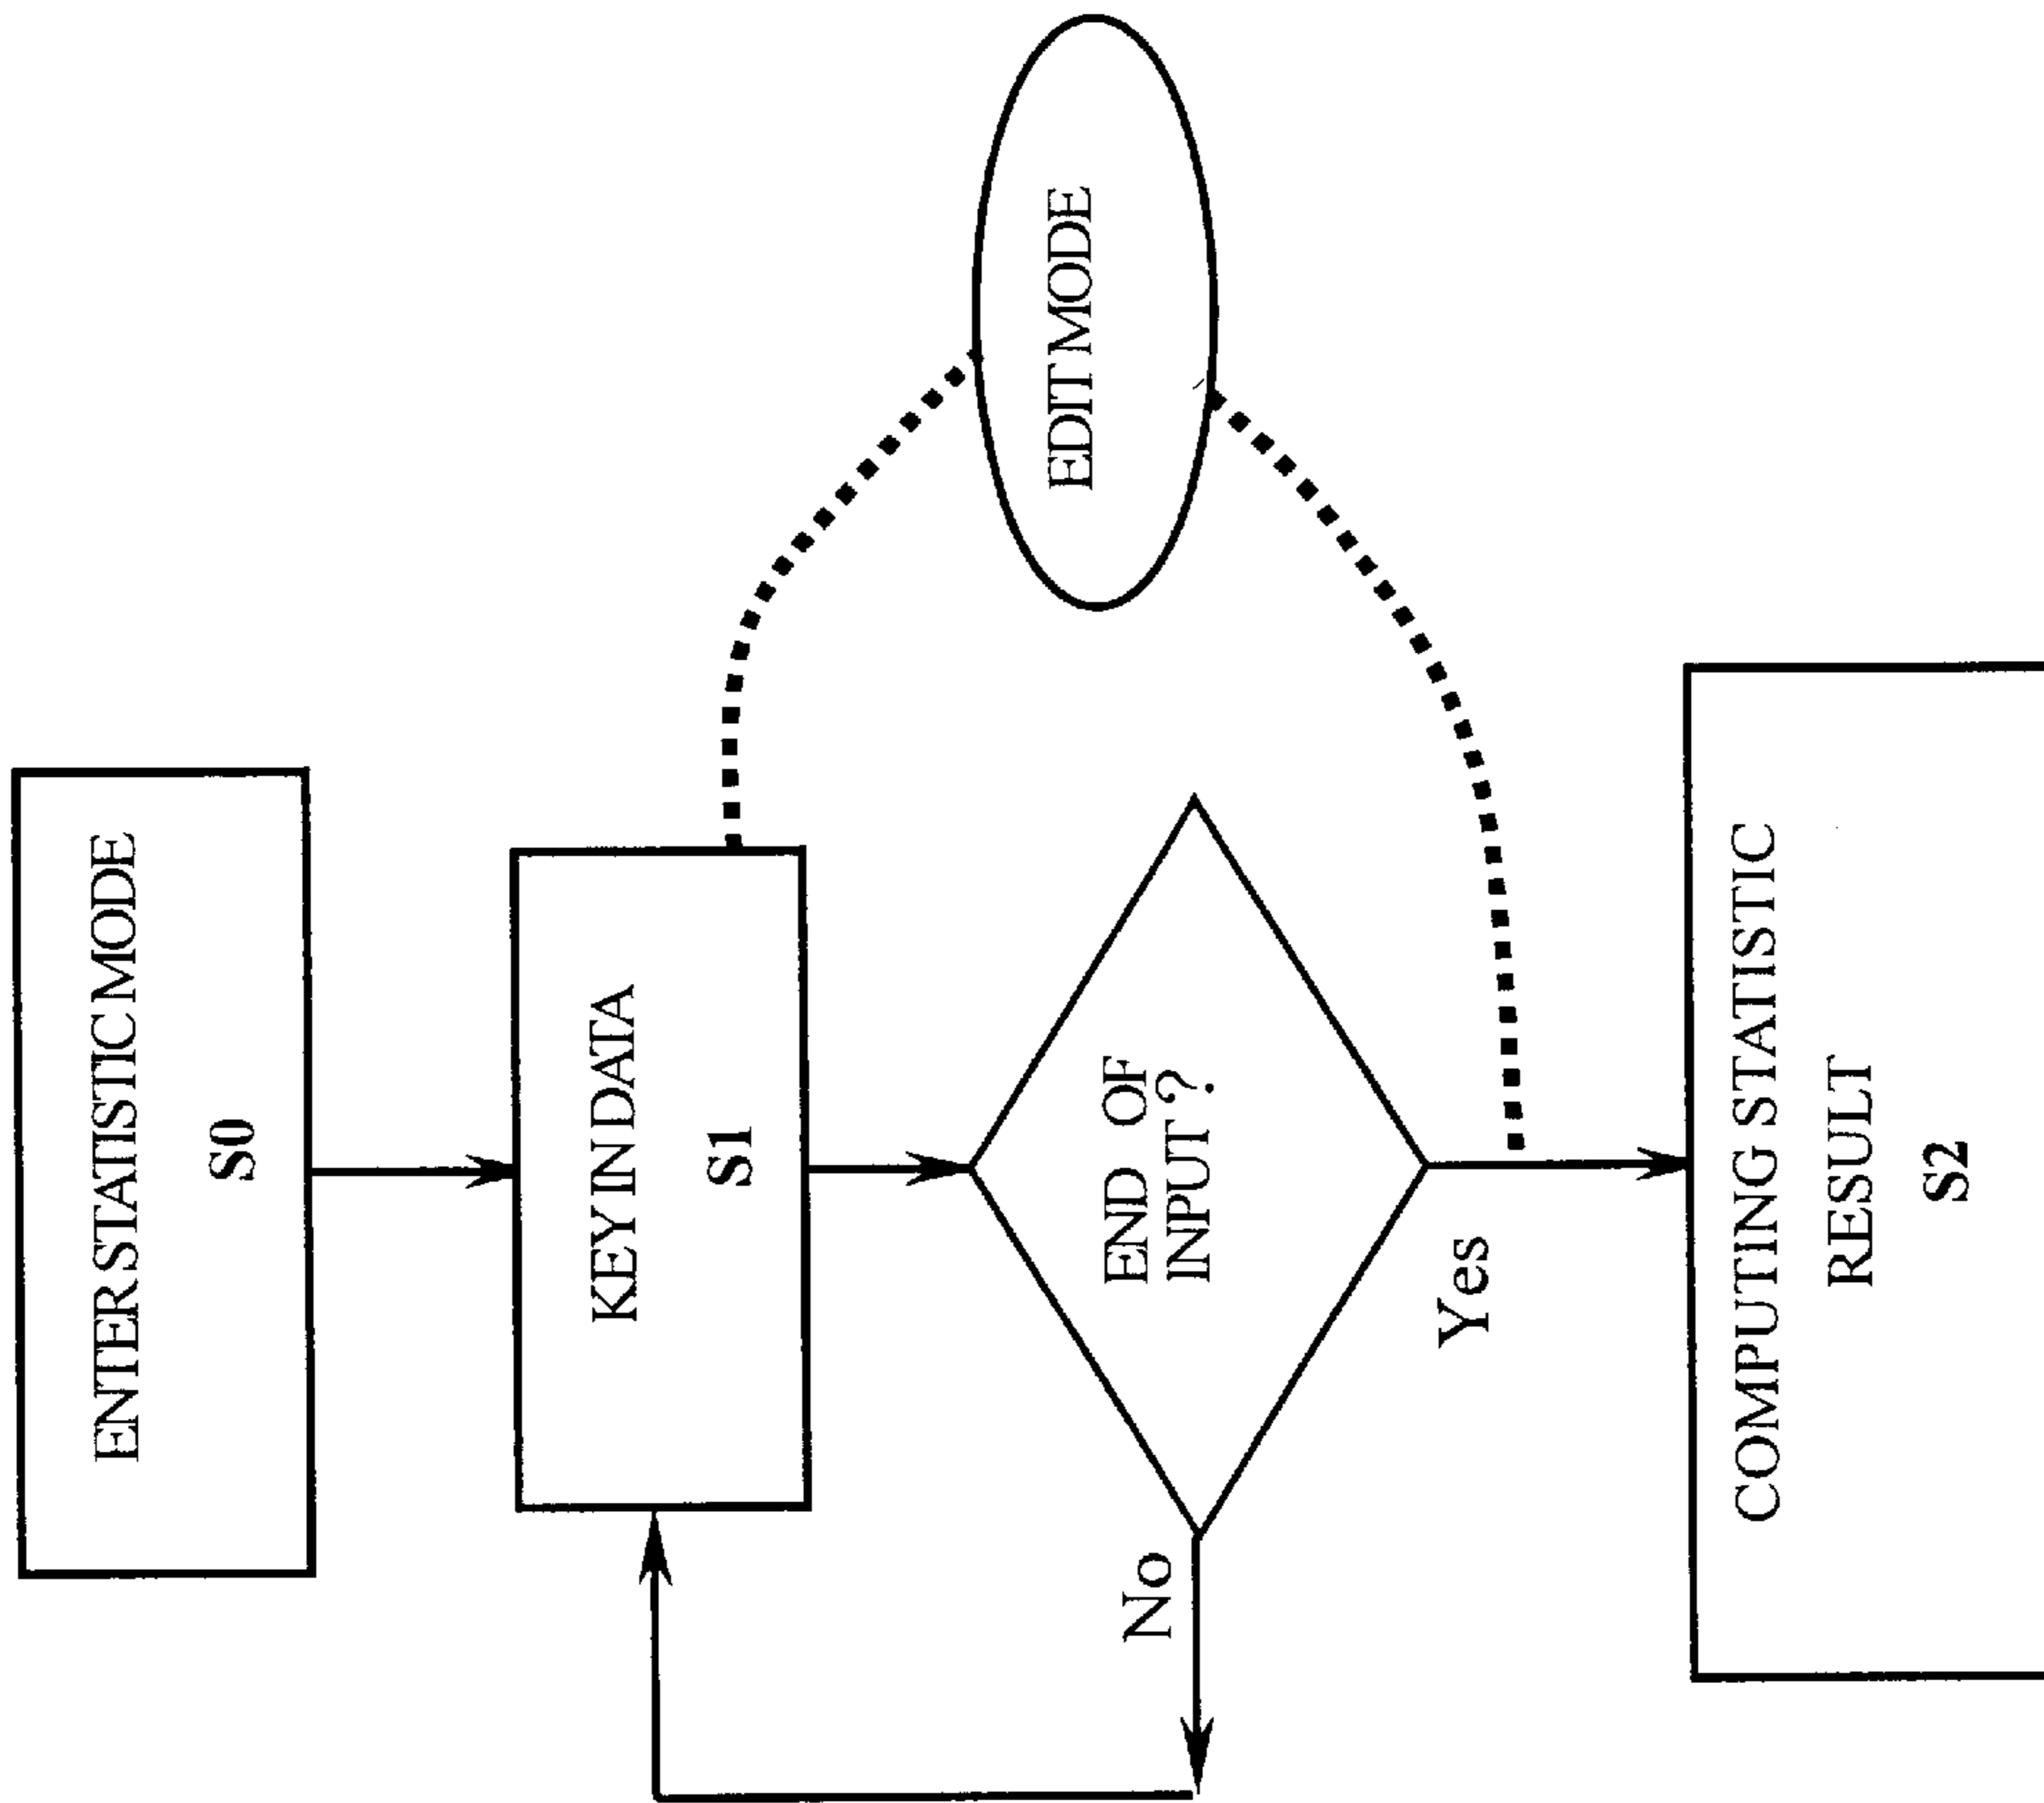 ENTER STATISTIC MODE
S0
KEY IN DATA
S1
END OF
INPUT ?
No
Yes
EDIT MODE
COMPUTING STATISTIC
RESULT
S2